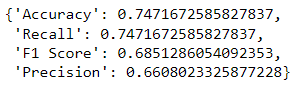 {'Accuracy': 0.7471672585827837,
'Recall': 0.7471672585827837,
'F1 Score': 0.6851286054092353,
'Precision': 0.6608023325877228}